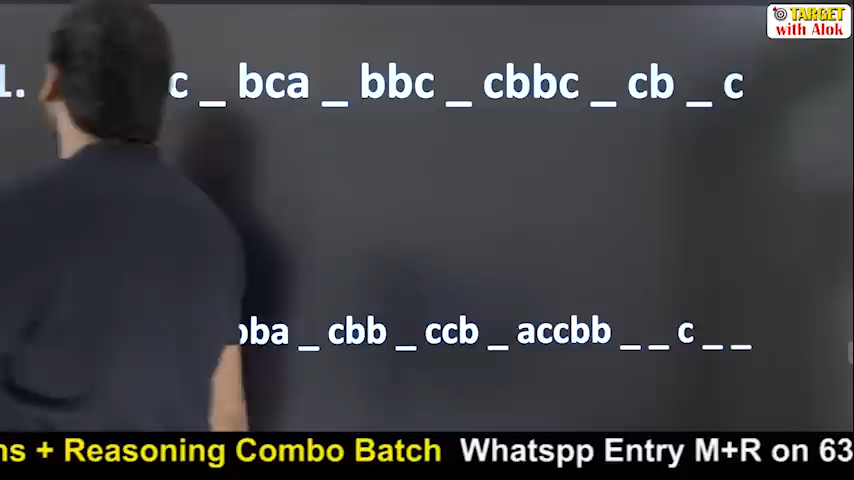 TARGET
with Alok
1. c _ bca _ bbc _ cbbc _ cb _ c
bba _ cbb _ ccb _ accbb _ _ c _ _
ns + Reasoning Combo Batch Whatspp Entry M+R on 63